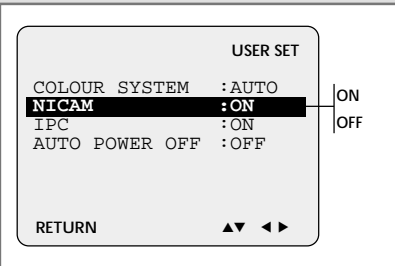 USER SET
COLOUR SYSTEM :AUTO
NICAM :ON
IPC :ON
AUTO POWER OFF :OFF
RETURN ▲▼ ◀ ▶
ON
OFF